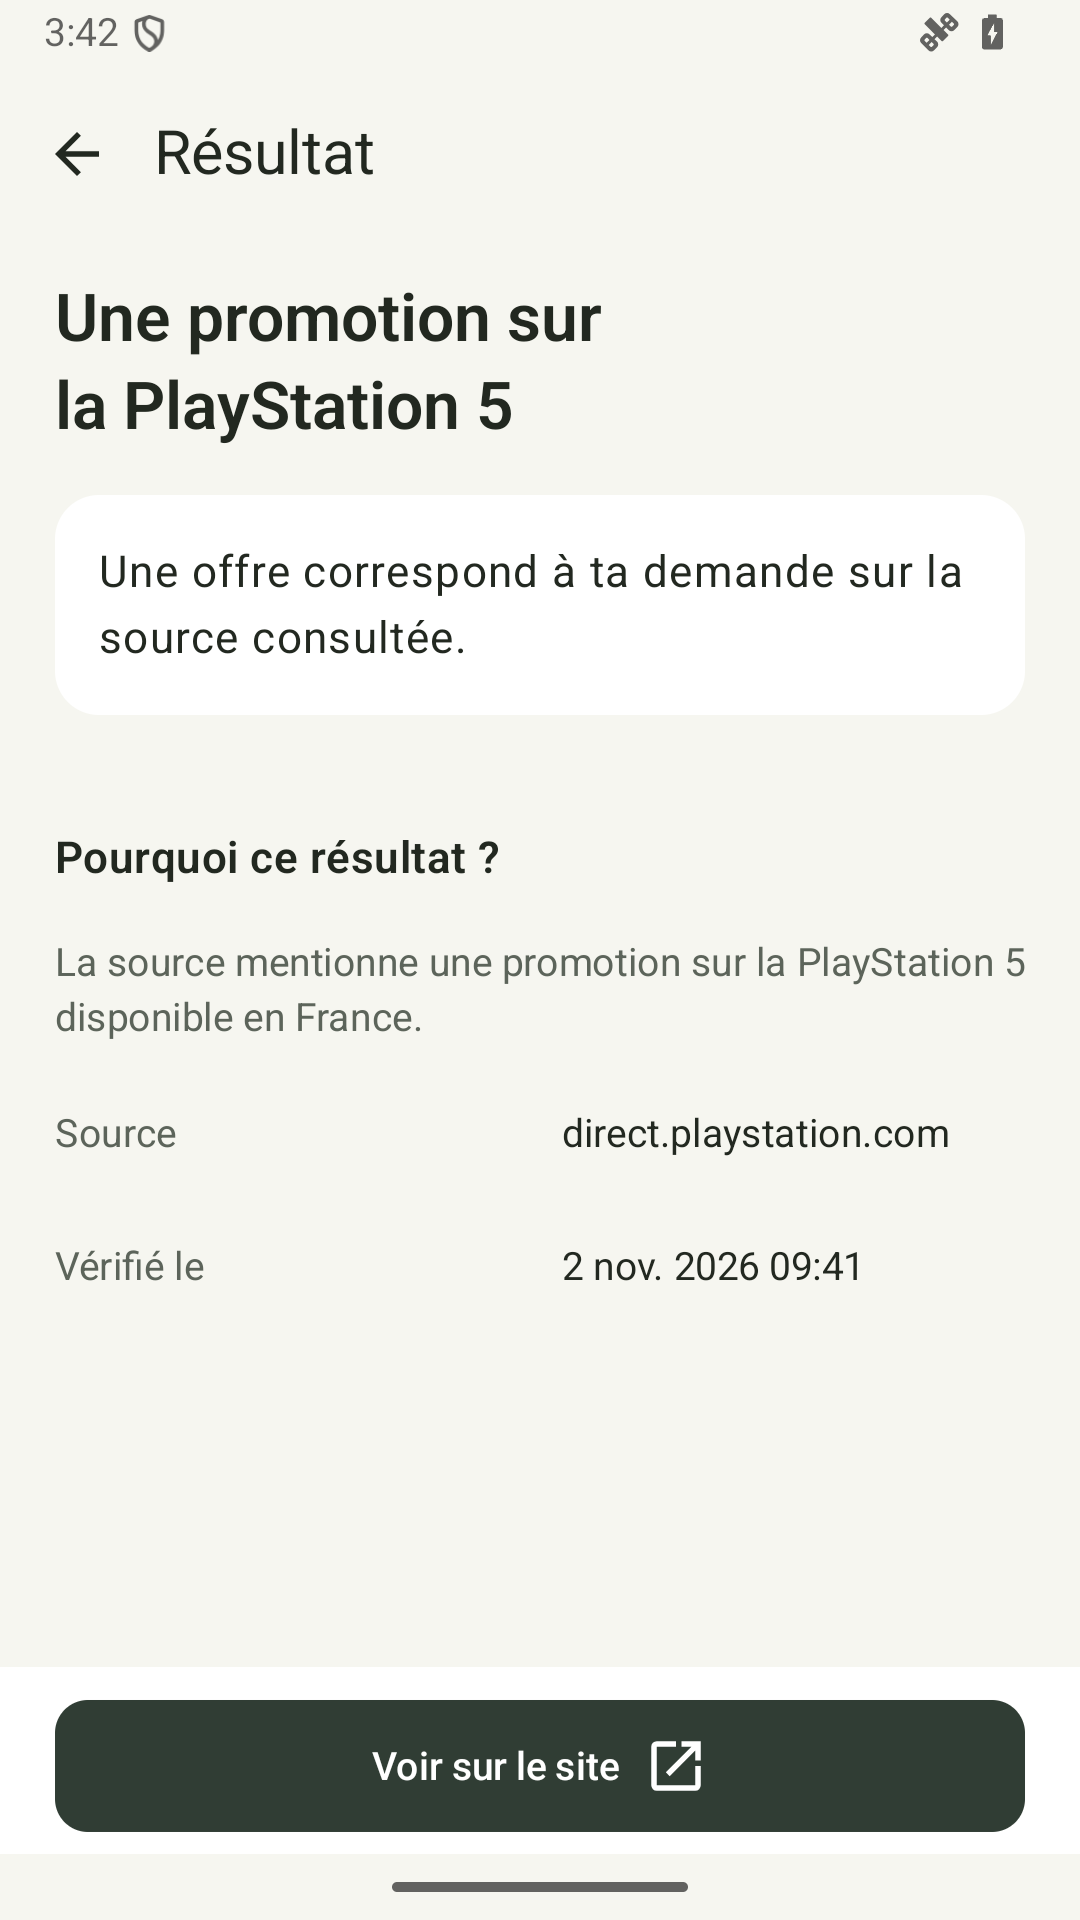 3:42
Résultat
Une promotion sur
la PlayStation 5
Une offre correspond à ta demande sur la
source consultée.
Pourquoi ce résultat ?
La source mentionne une promotion sur la PlayStation 5
disponible en France.
Source direct.playstation.com
Vérifié le 2 nov. 2026 09:41
Voir sur le site